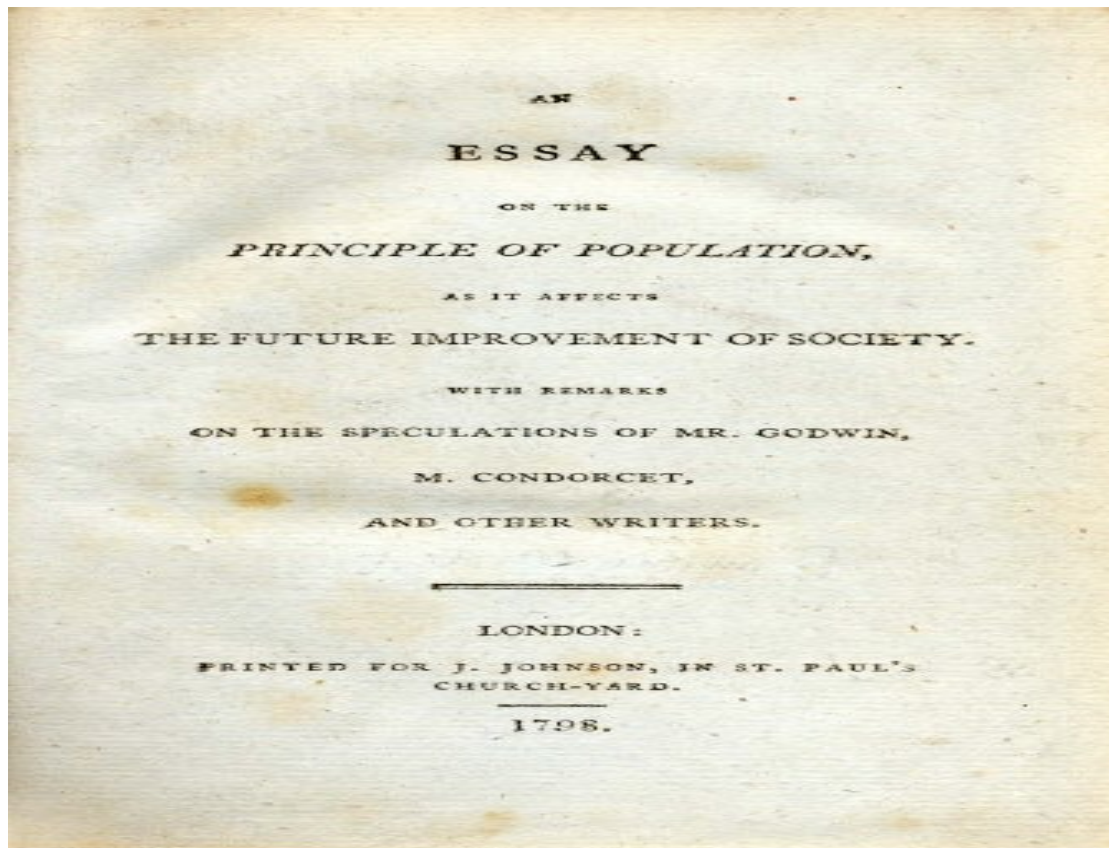 AN
ESSAY
ON THE
PRINCIPLE OF POPULATION,
AS IT AFFECTS
THE FUTURE IMPROVEMENT OF SOCIETY.
WITH REMARKS
ON THE SPECULATIONS OF MR. GODWIN,
M. CONDORCET,
AND OTHER WRITERS.
LONDON:
PRINTED FOR J. JOHNSON, IN ST. PAUL'S
CHURCH-YARD.
1798.